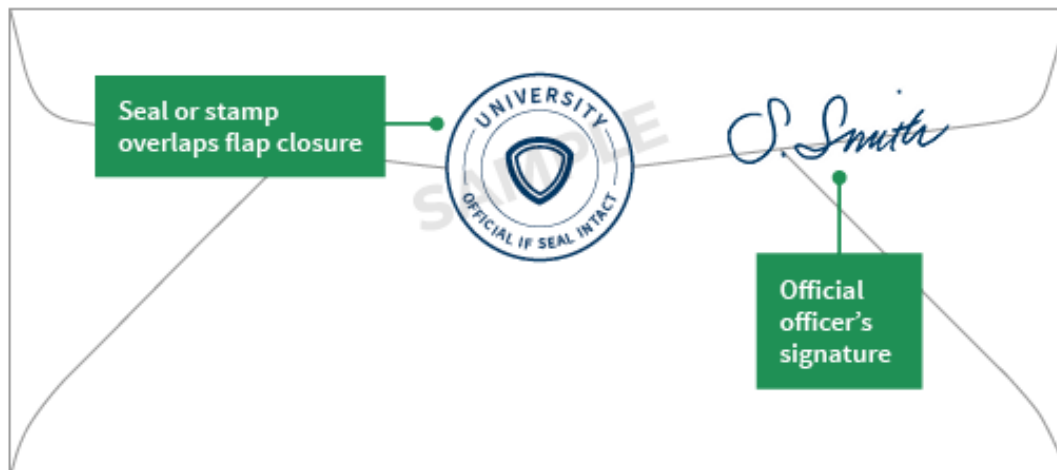 Seal or stamp
overlaps flap closure
UNIVERSITY
OFFICIAL IF SEAL INTACT
SAMPLE
S. Smith
Official
officer’s
signature